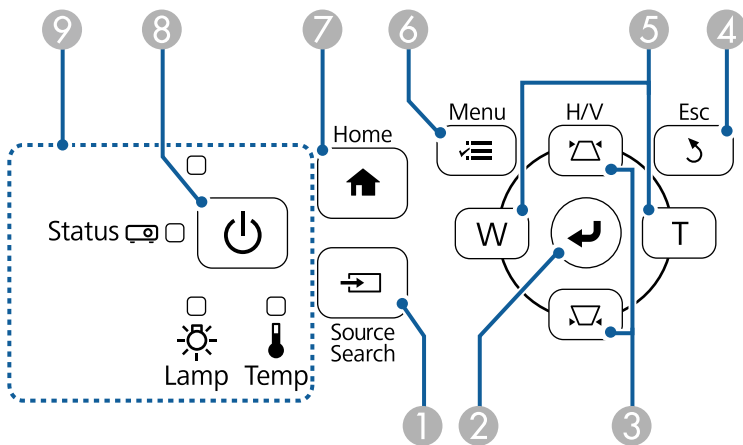 9 8 7 6 5 4
Menu H/V Esc
Home
W T
Status
Source
Search
Lamp Temp
1 2 3